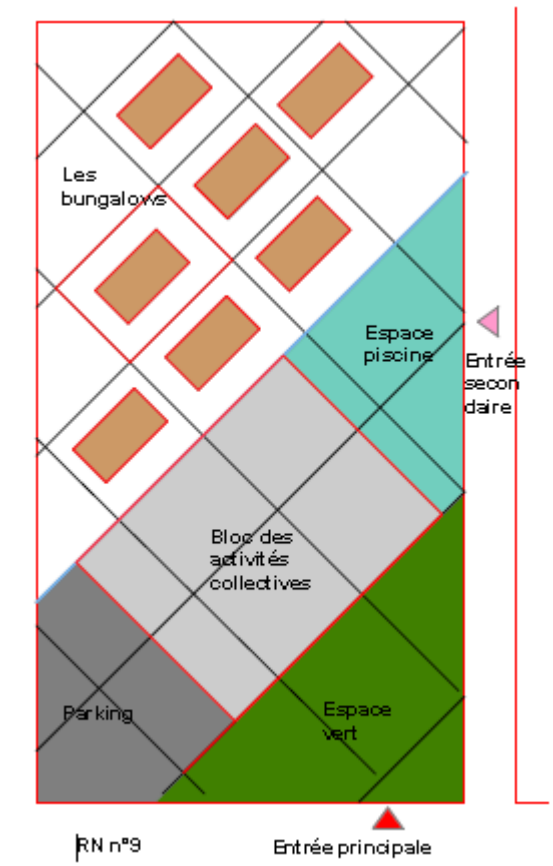 Les
bungalows
Espace
piscine
Entrée
secon
daire
Bloc des
activités
collectives
Parking
Espace
vert
RN n°9
Entrée principale